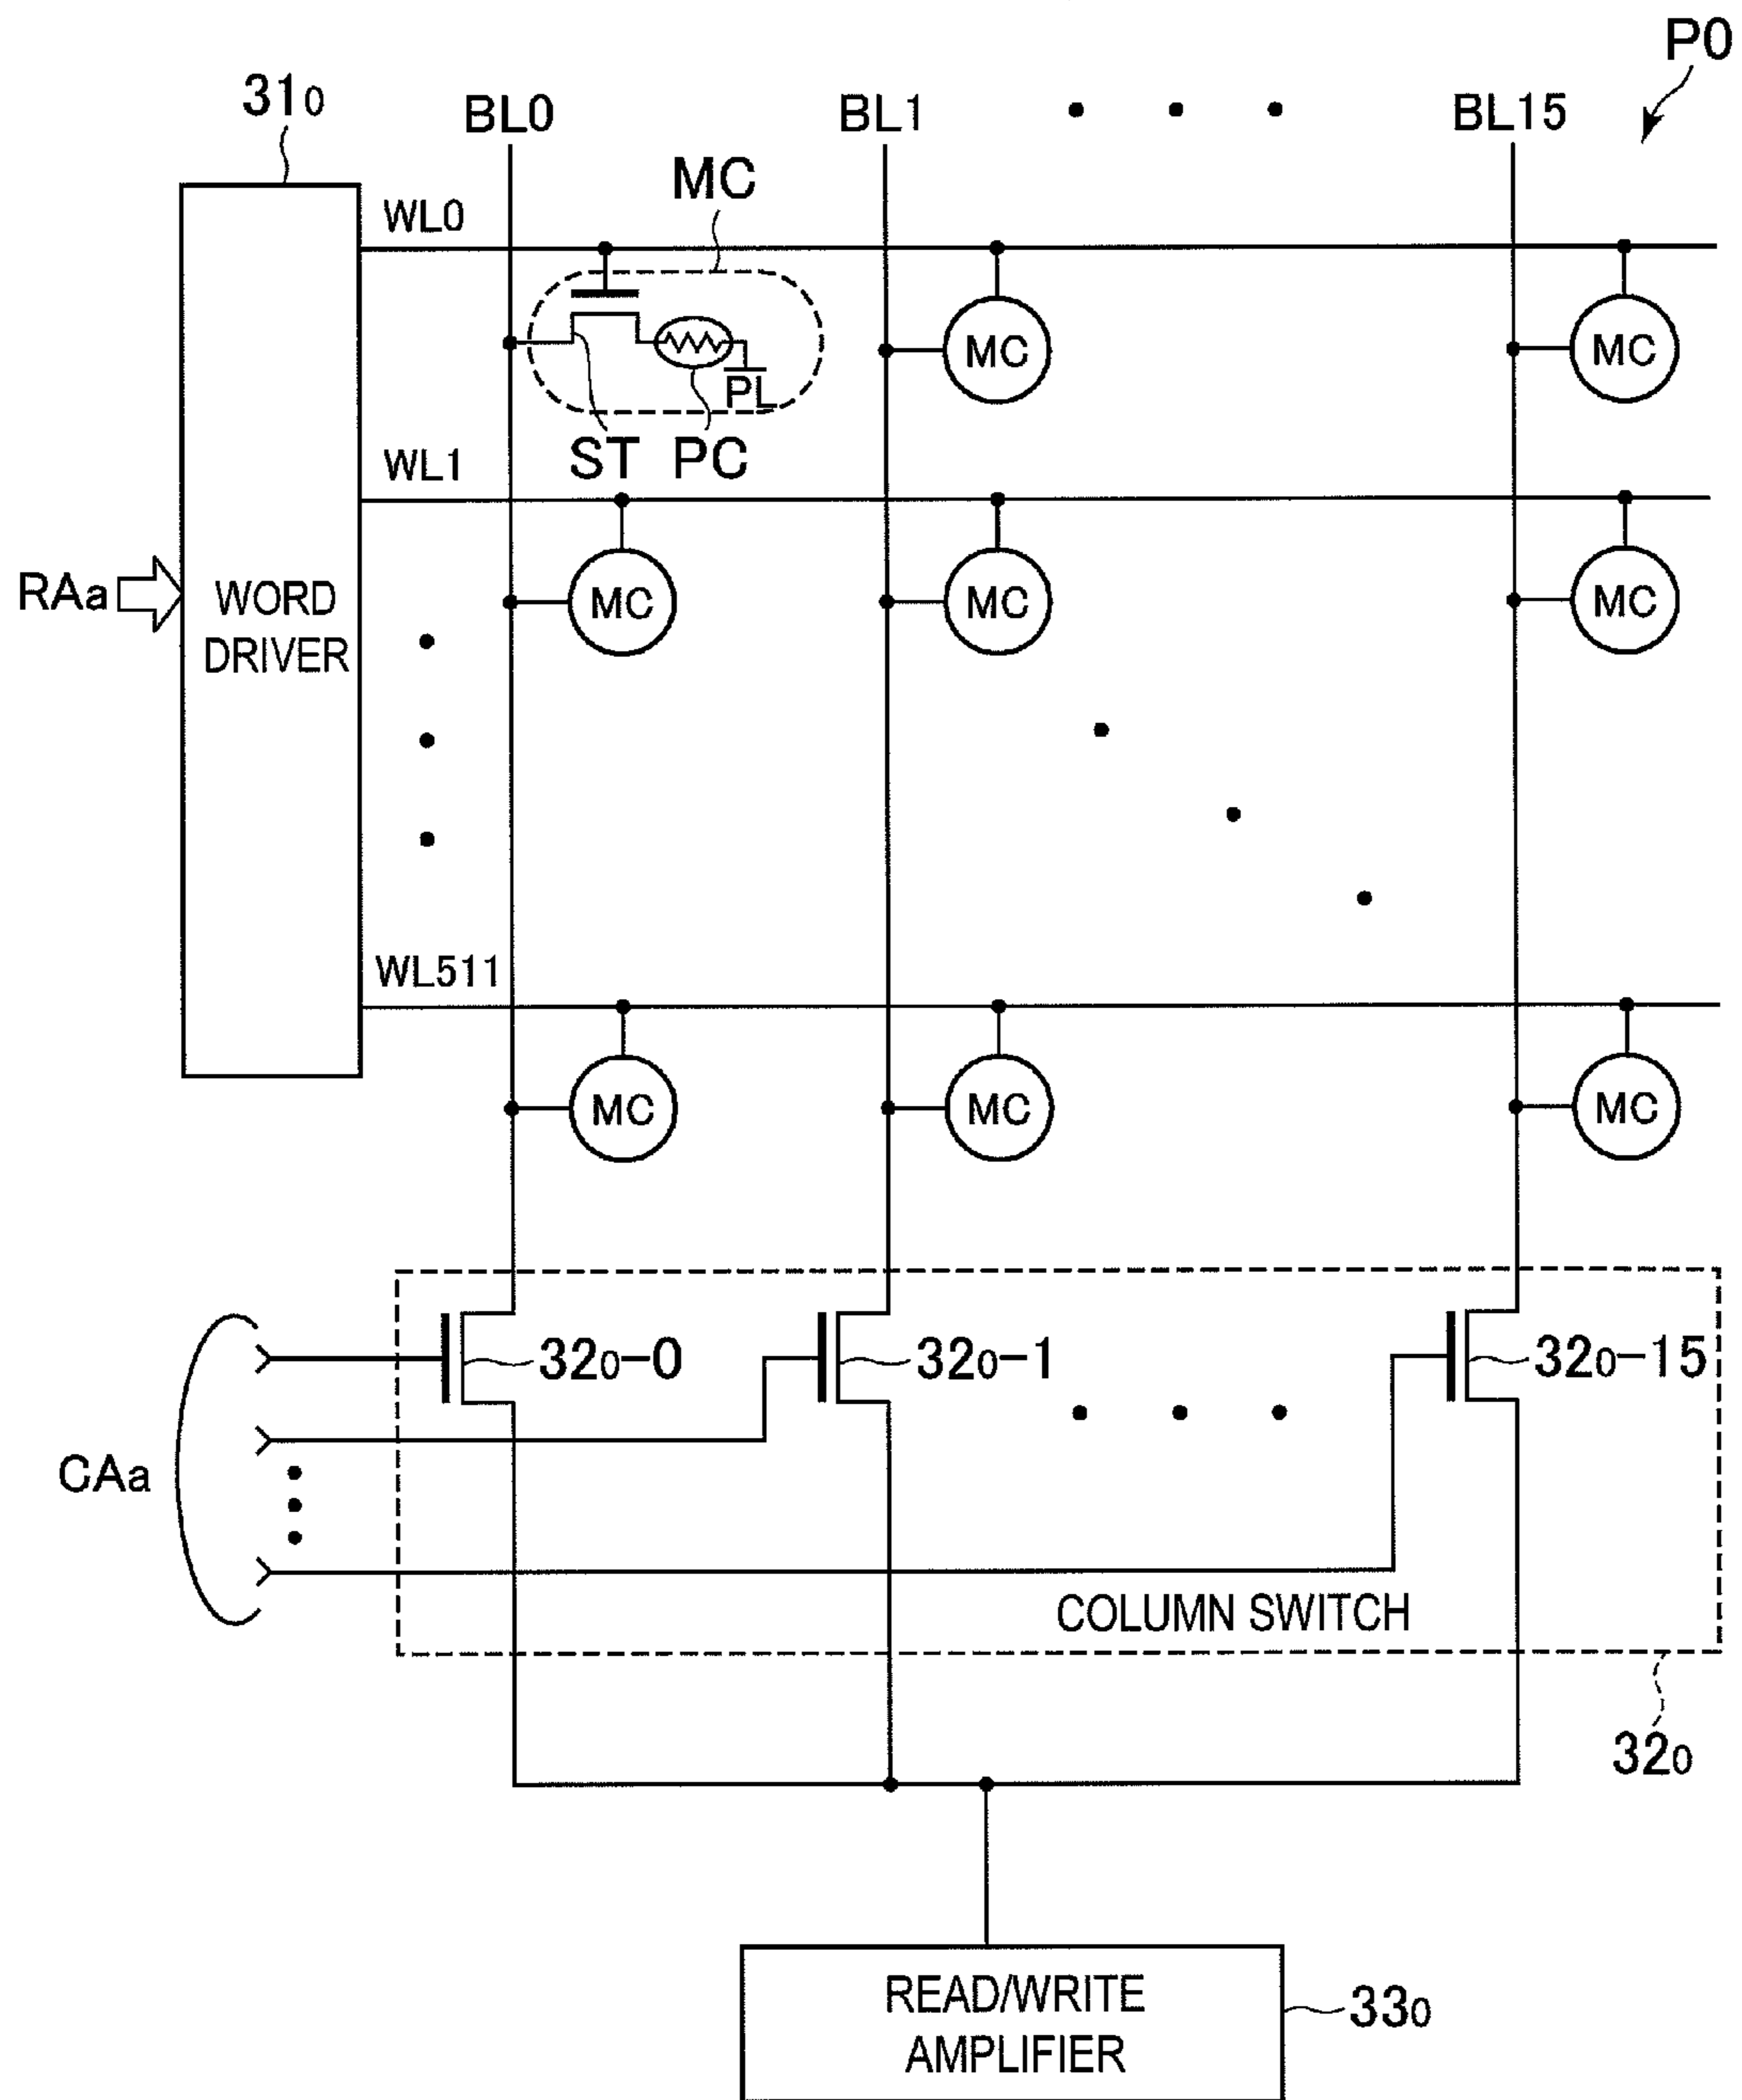 P0
31₀
BL0
BL1
BL15
MC
WL0
MC
MC
PL
ST
PC
WL1
RAa
WORD
DRIVER
MC
MC
MC
WL511
MC
MC
MC
32₀-0
32₀-1
32₀-15
CAa
COLUMN SWITCH
32₀
READ/WRITE
AMPLIFIER
33₀